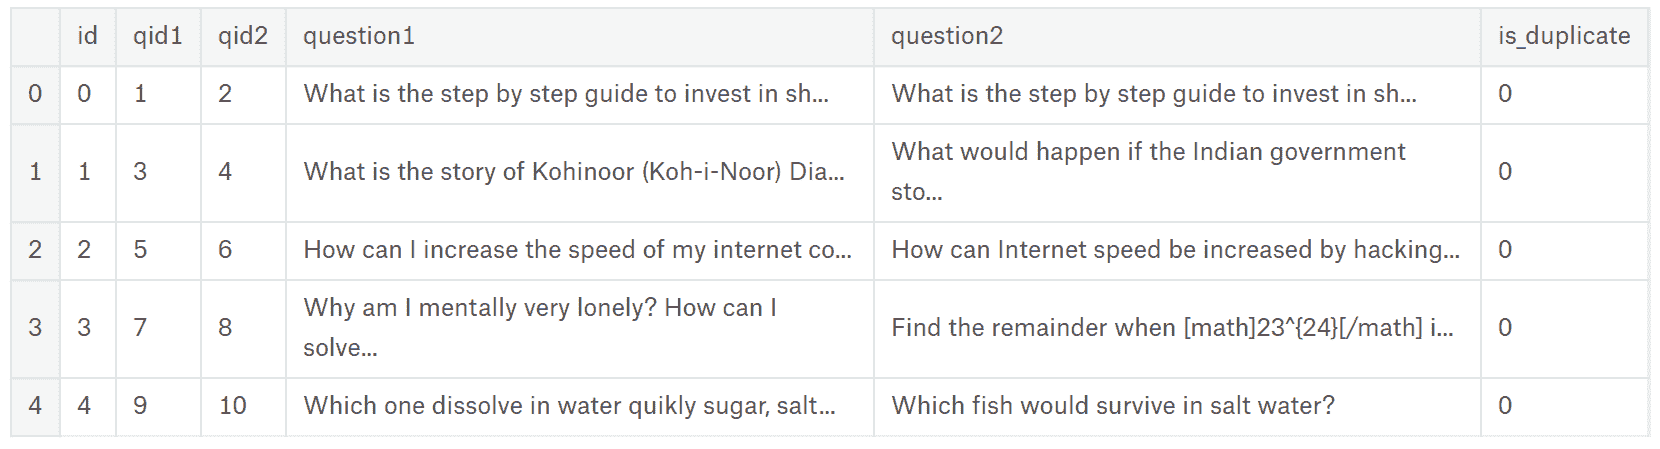 id qid1 qid2 question1 question2 is_duplicate
0 0 1 2 What is the step by step guide to invest in sh... What is the step by step guide to invest in sh... 0
1 1 3 4 What is the story of Kohinoor (Koh-i-Noor) Dia... What would happen if the Indian government
sto... 0
2 2 5 6 How can I increase the speed of my internet co... How can Internet speed be increased by hacking... 0
3 3 7 8 Why am I mentally very lonely? How can I
solve... Find the remainder when [math]23^{24}[/math] i... 0
4 4 9 10 Which one dissolve in water quikly sugar, salt... Which fish would survive in salt water? 0